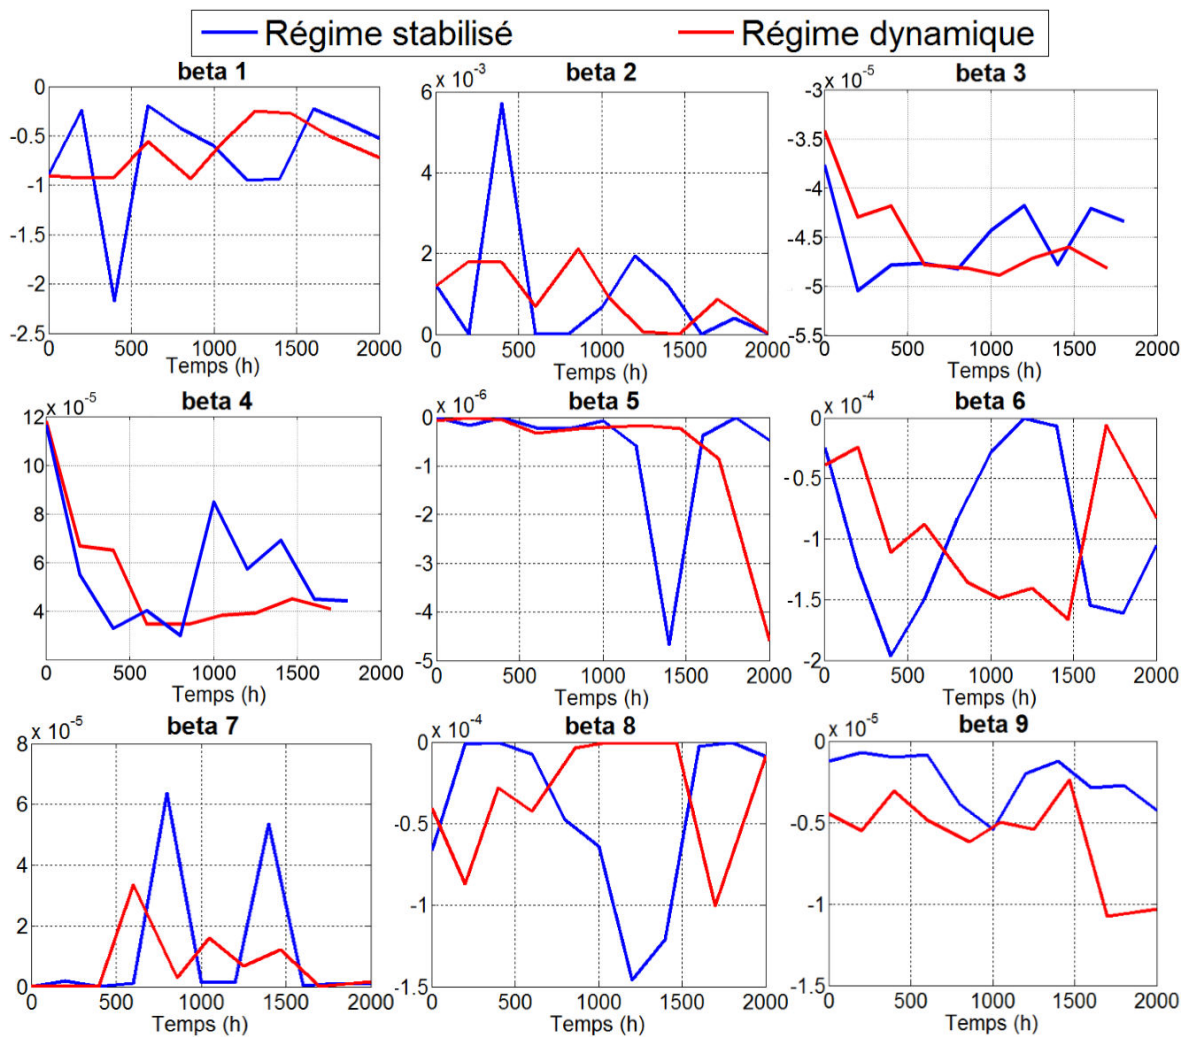 Régime stabilisé Régime dynamique
beta 1
0
-0.5
-1
-1.5
-2
-2.5
0 500 1000 1500 2000
Temps (h)
beta 2
x 10-3
6
4
2
0
0 500 1000 1500 2000
Temps (h)
beta 3
x 10-5
-3
-3.5
-4
-4.5
-5
-5.5
0 500 1000 1500 2000
Temps (h)
beta 4
x 10-5
12
10
8
6
4
0 500 1000 1500 2000
Temps (h)
beta 5
x 10-6
0
-1
-2
-3
-4
-5
0 500 1000 1500 2000
Temps (h)
beta 6
x 10-4
0
-0.5
-1
-1.5
-2
0 500 1000 1500 2000
Temps (h)
beta 7
x 10-5
8
6
4
2
0
0 500 1000 1500 2000
Temps (h)
beta 8
x 10-4
0
-0.5
-1
-1.5
0 500 1000 1500 2000
Temps (h)
beta 9
x 10-5
0
-0.5
-1
-1.5
0 500 1000 1500 2000
Temps (h)